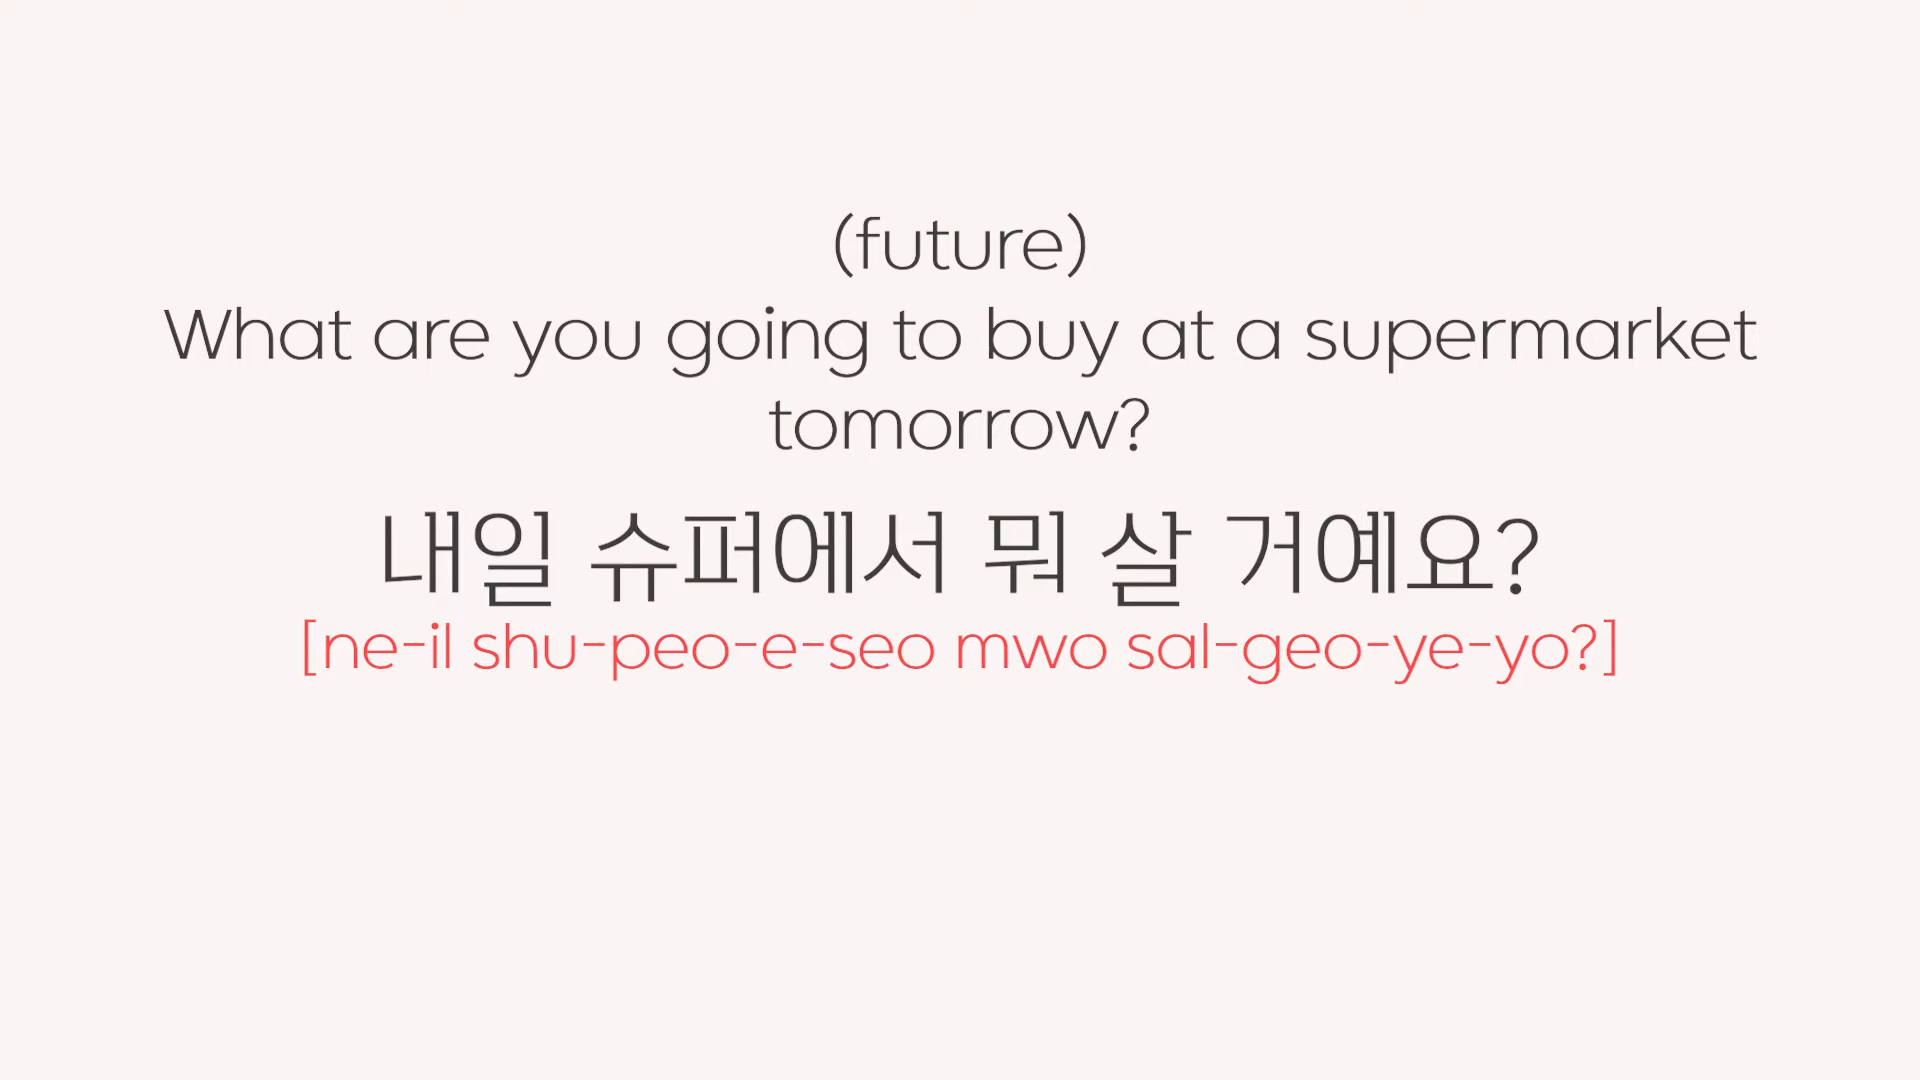 (future)
What are you going to buy at a supermarket
tomorrow?
내일 슈퍼에서 뭐 살 거예요?
[ne-il shu-peo-e-seo mwo sal-geo-ye-yo?]